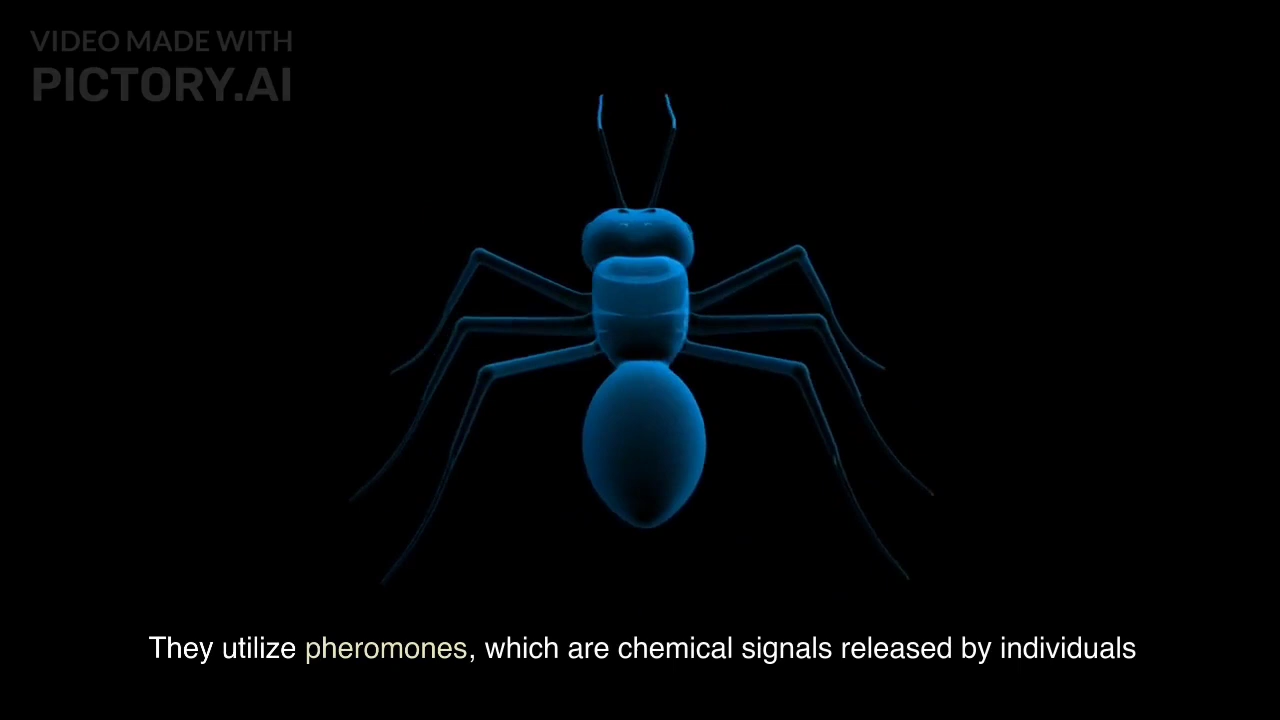 VIDEO MADE WITH
PICTORY.AI
They utilize pheromones, which are chemical signals released by individuals